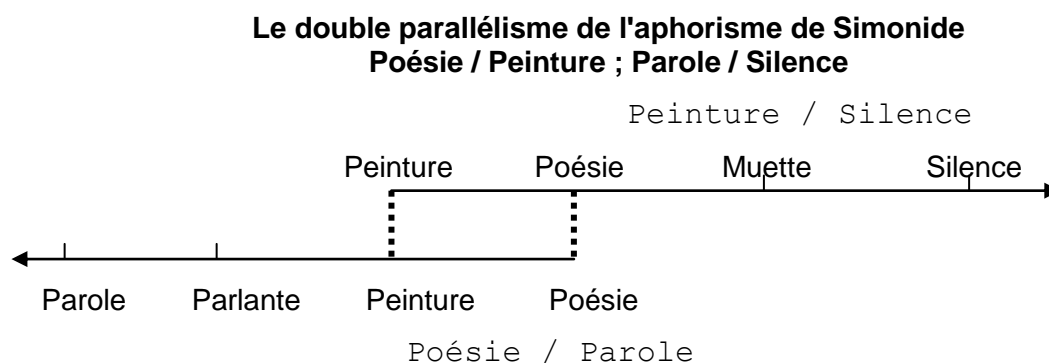 Le double parallélisme de l'aphorisme de Simonide
Poésie / Peinture ; Parole / Silence
Peinture / Silence
Peinture Poésie Muette Silence
Parole Parlante Peinture Poésie
Poésie / Parole